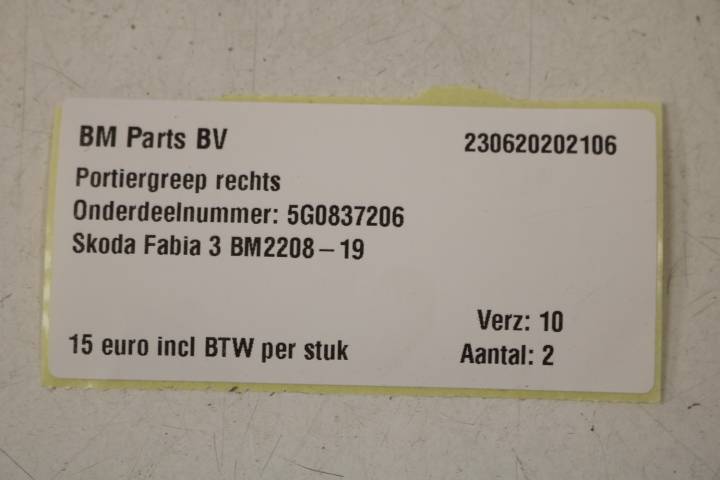 BM Parts BV 230620202106
Portiergreep rechts
Onderdeelnummer: 5G0837206
Skoda Fabia 3 BM2208-19
Verz: 10
15 euro incl BTW per stuk Aantal: 2